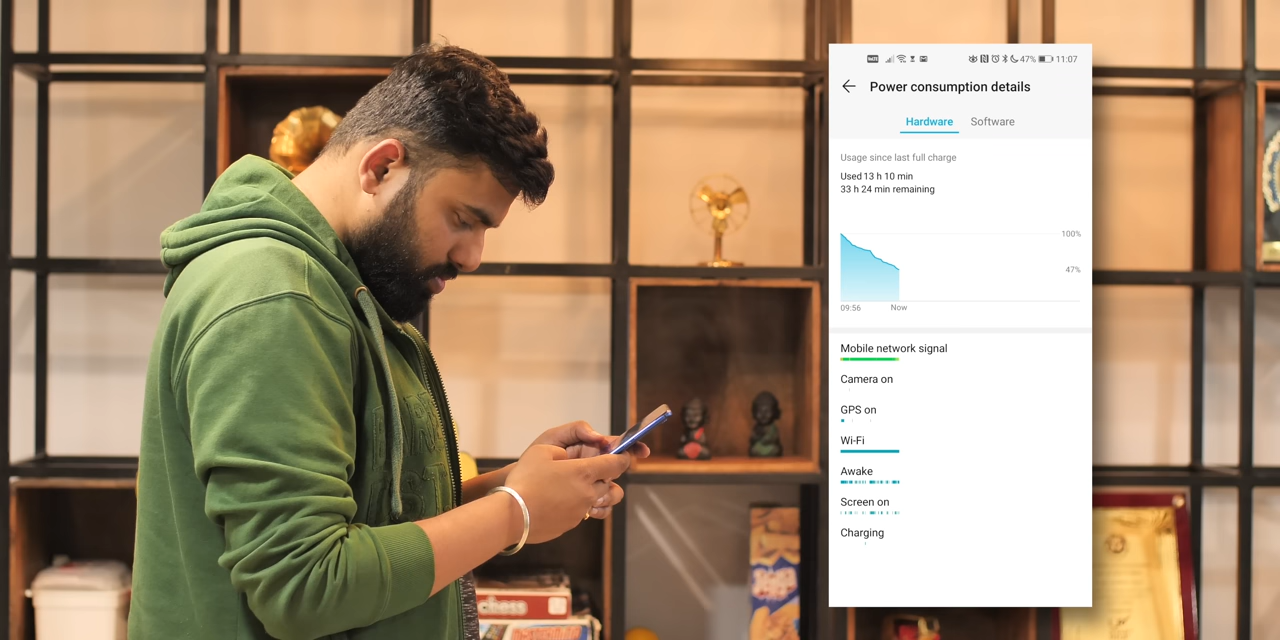 47% 11:07
Power consumption details
Hardware Software
Usage since last full charge
Used 13 h 10 min
33 h 24 min remaining
100%
47%
09:56 Now
Mobile network signal
Camera on
GPS on
Wi-Fi
Awake
Screen on
Charging
chess